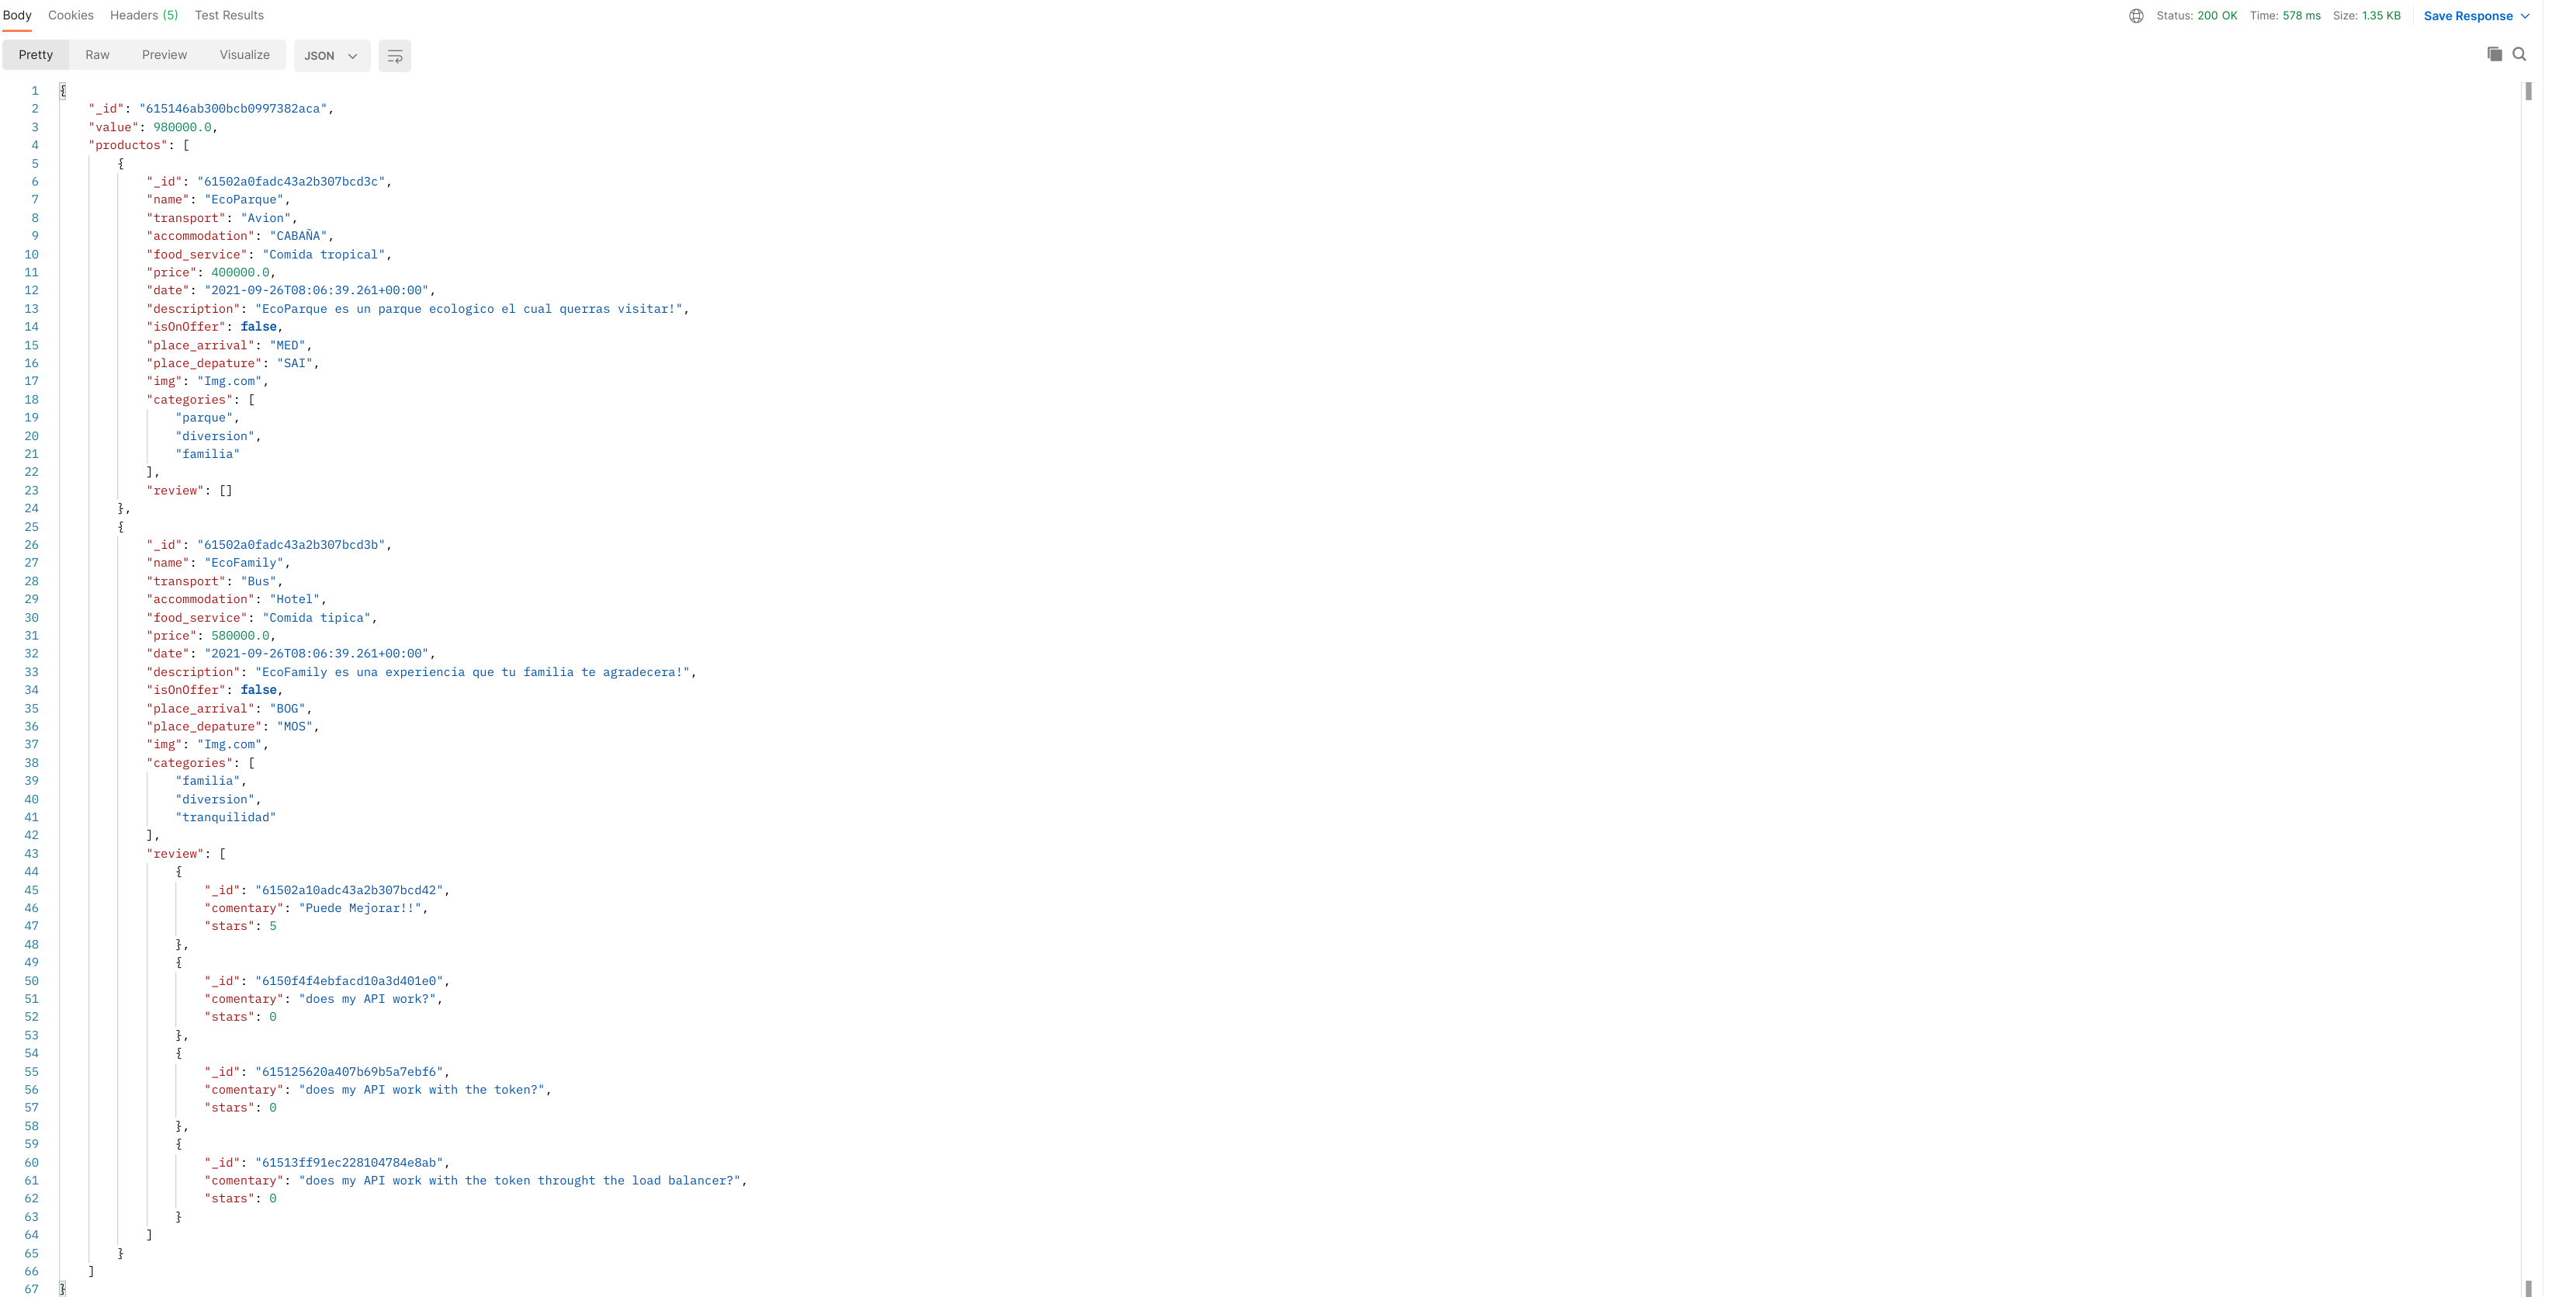 Body Cookies Headers (5) Test Results Status: 200 OK Time: 578 ms Size: 1.35 KB Save Response
Pretty Raw Preview Visualize JSON
1 {
2 "_id": "615146ab300bcb0997382aca",
3 "value": 980000.0,
4 "productos": [
5 {
6 "_id": "61502a0fadc43a2b307bcd3c",
7 "name": "EcoParque",
8 "transport": "Avion",
9 "accommodation": "CABAÑA",
10 "food_service": "Comida tropical",
11 "price": 400000.0,
12 "date": "2021-09-26T08:06:39.261+00:00",
13 "description": "EcoParque es un parque ecologico el cual querras visitar!",
14 "isOnOffer": false,
15 "place_arrival": "MED",
16 "place_depature": "SAI",
17 "img": "Img.com",
18 "categories": [
19 "parque",
20 "diversion",
21 "familia"
22 ],
23 "review": []
24 },
25 {
26 "_id": "61502a0fadc43a2b307bcd3b",
27 "name": "EcoFamily",
28 "transport": "Bus",
29 "accommodation": "Hotel",
30 "food_service": "Comida tipica",
31 "price": 580000.0,
32 "date": "2021-09-26T08:06:39.261+00:00",
33 "description": "EcoFamily es una experiencia que tu familia te agradecera!",
34 "isOnOffer": false,
35 "place_arrival": "BOG",
36 "place_depature": "MOS",
37 "img": "Img.com",
38 "categories": [
39 "familia",
40 "diversion",
41 "tranquilidad"
42 ],
43 "review": [
44 {
45 "_id": "61502a10adc43a2b307bcd42",
46 "comentary": "Puede Mejorar!!",
47 "stars": 5
48 },
49 {
50 "_id": "6150f4f4ebfacd10a3d401e0",
51 "comentary": "does my API work?",
52 "stars": 0
53 },
54 {
55 "_id": "615125620a407b69b5a7ebf6",
56 "comentary": "does my API work with the token?",
57 "stars": 0
58 },
59 {
60 "_id": "61513ff91ec228104784e8ab",
61 "comentary": "does my API work with the token throught the load balancer?",
62 "stars": 0
63 }
64 ]
65 }
66 ]
67 }